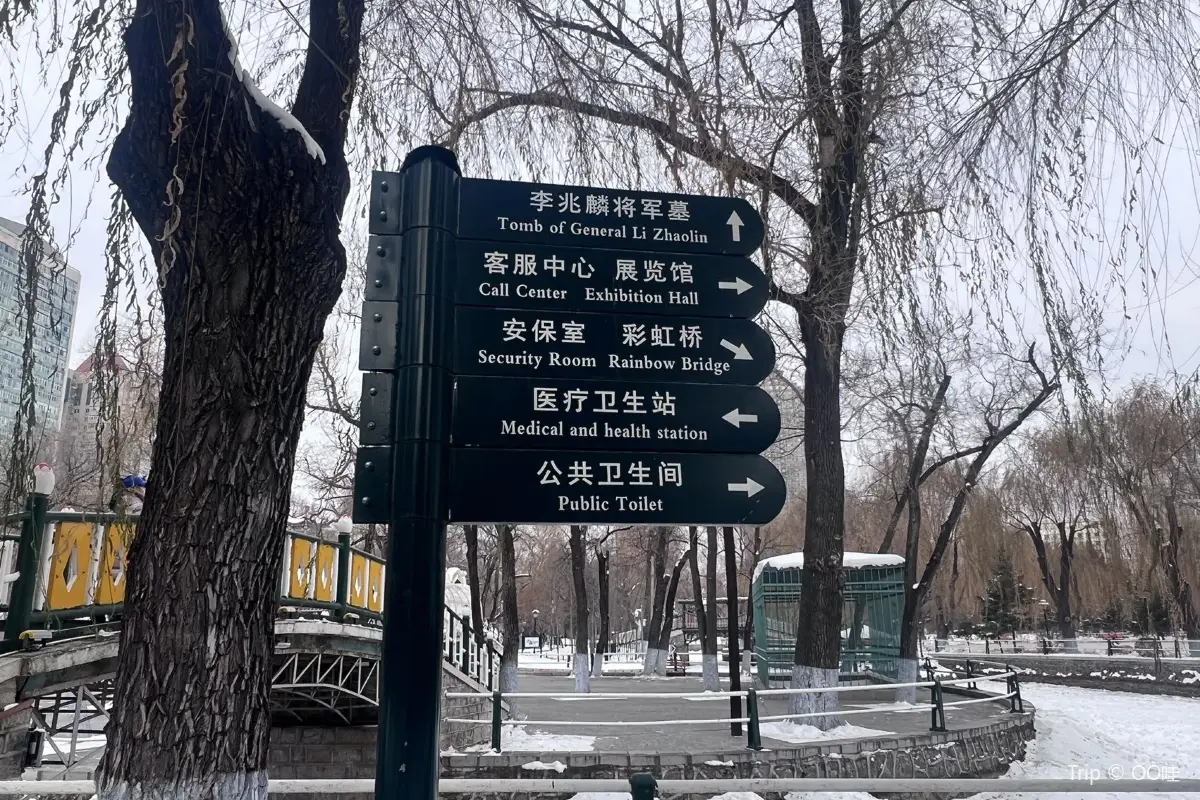 李兆麟将军墓
Tomb of General Li Zhaolin
客服中心 展览馆
Call Center Exhibition Hall
安保室 彩虹桥
Security Room Rainbow Bridge
医疗卫生站
Medical and health station
公共卫生间
Public Toilet
Trip © OÔ哇